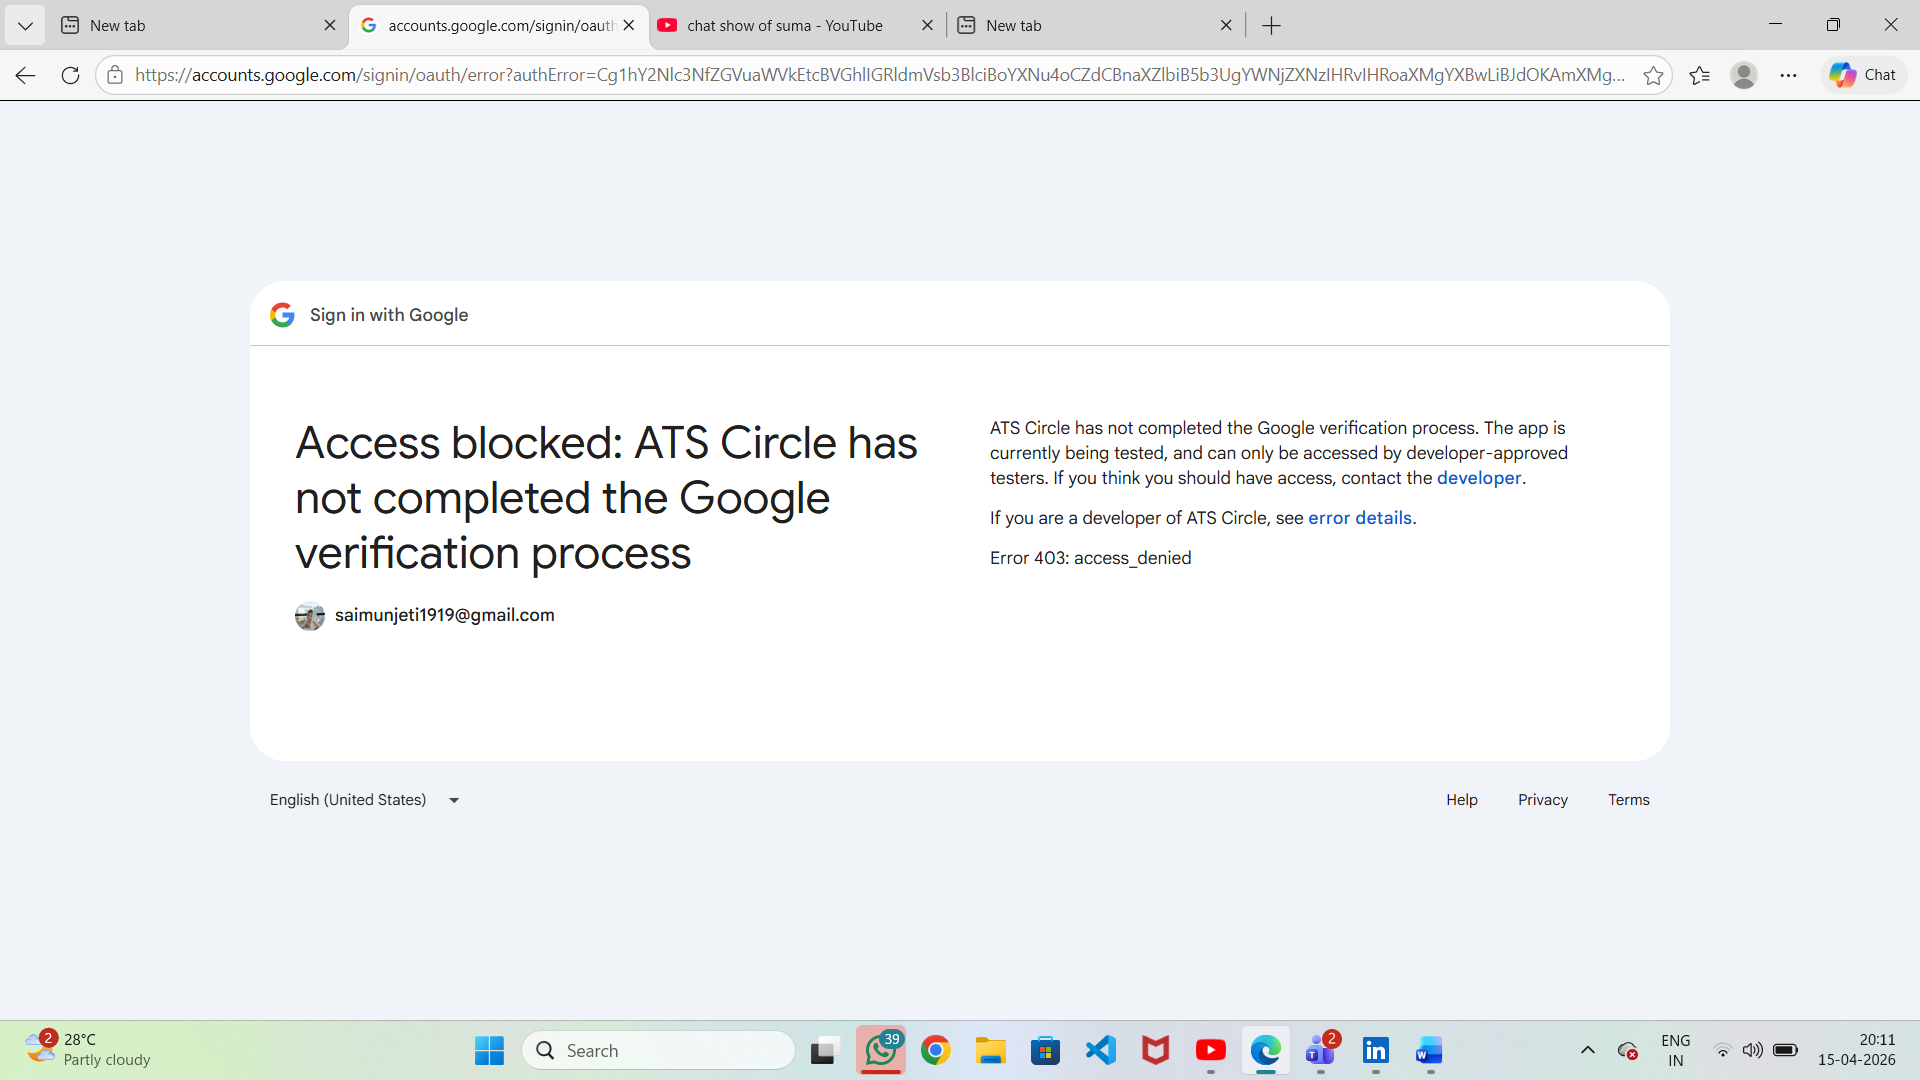 New tab
accounts.google.com/signin/oauth
chat show of suma - YouTube
New tab
https://accounts.google.com/signin/oauth/error?authError=Cg1hY2Nlc3NfZGVuaWVkEtcBVGhlIGRldmVsb3BlciBoYXNu4oCZdCBnaXZlbiB5b3UgYWNjZXNzIHRvIHRoaXMgYXBwLiBJdOKAmXMg...
Chat
Sign in with Google
Access blocked: ATS Circle has
not completed the Google
verification process
saimunjeti1919@gmail.com
ATS Circle has not completed the Google verification process. The app is
currently being tested, and can only be accessed by developer-approved
testers. If you think you should have access, contact the developer.
If you are a developer of ATS Circle, see error details.
Error 403: access_denied
English (United States)
Help
Privacy
Terms
2
28°C
Partly cloudy
Search
39
2
ENG
IN
20:11
15-04-2026